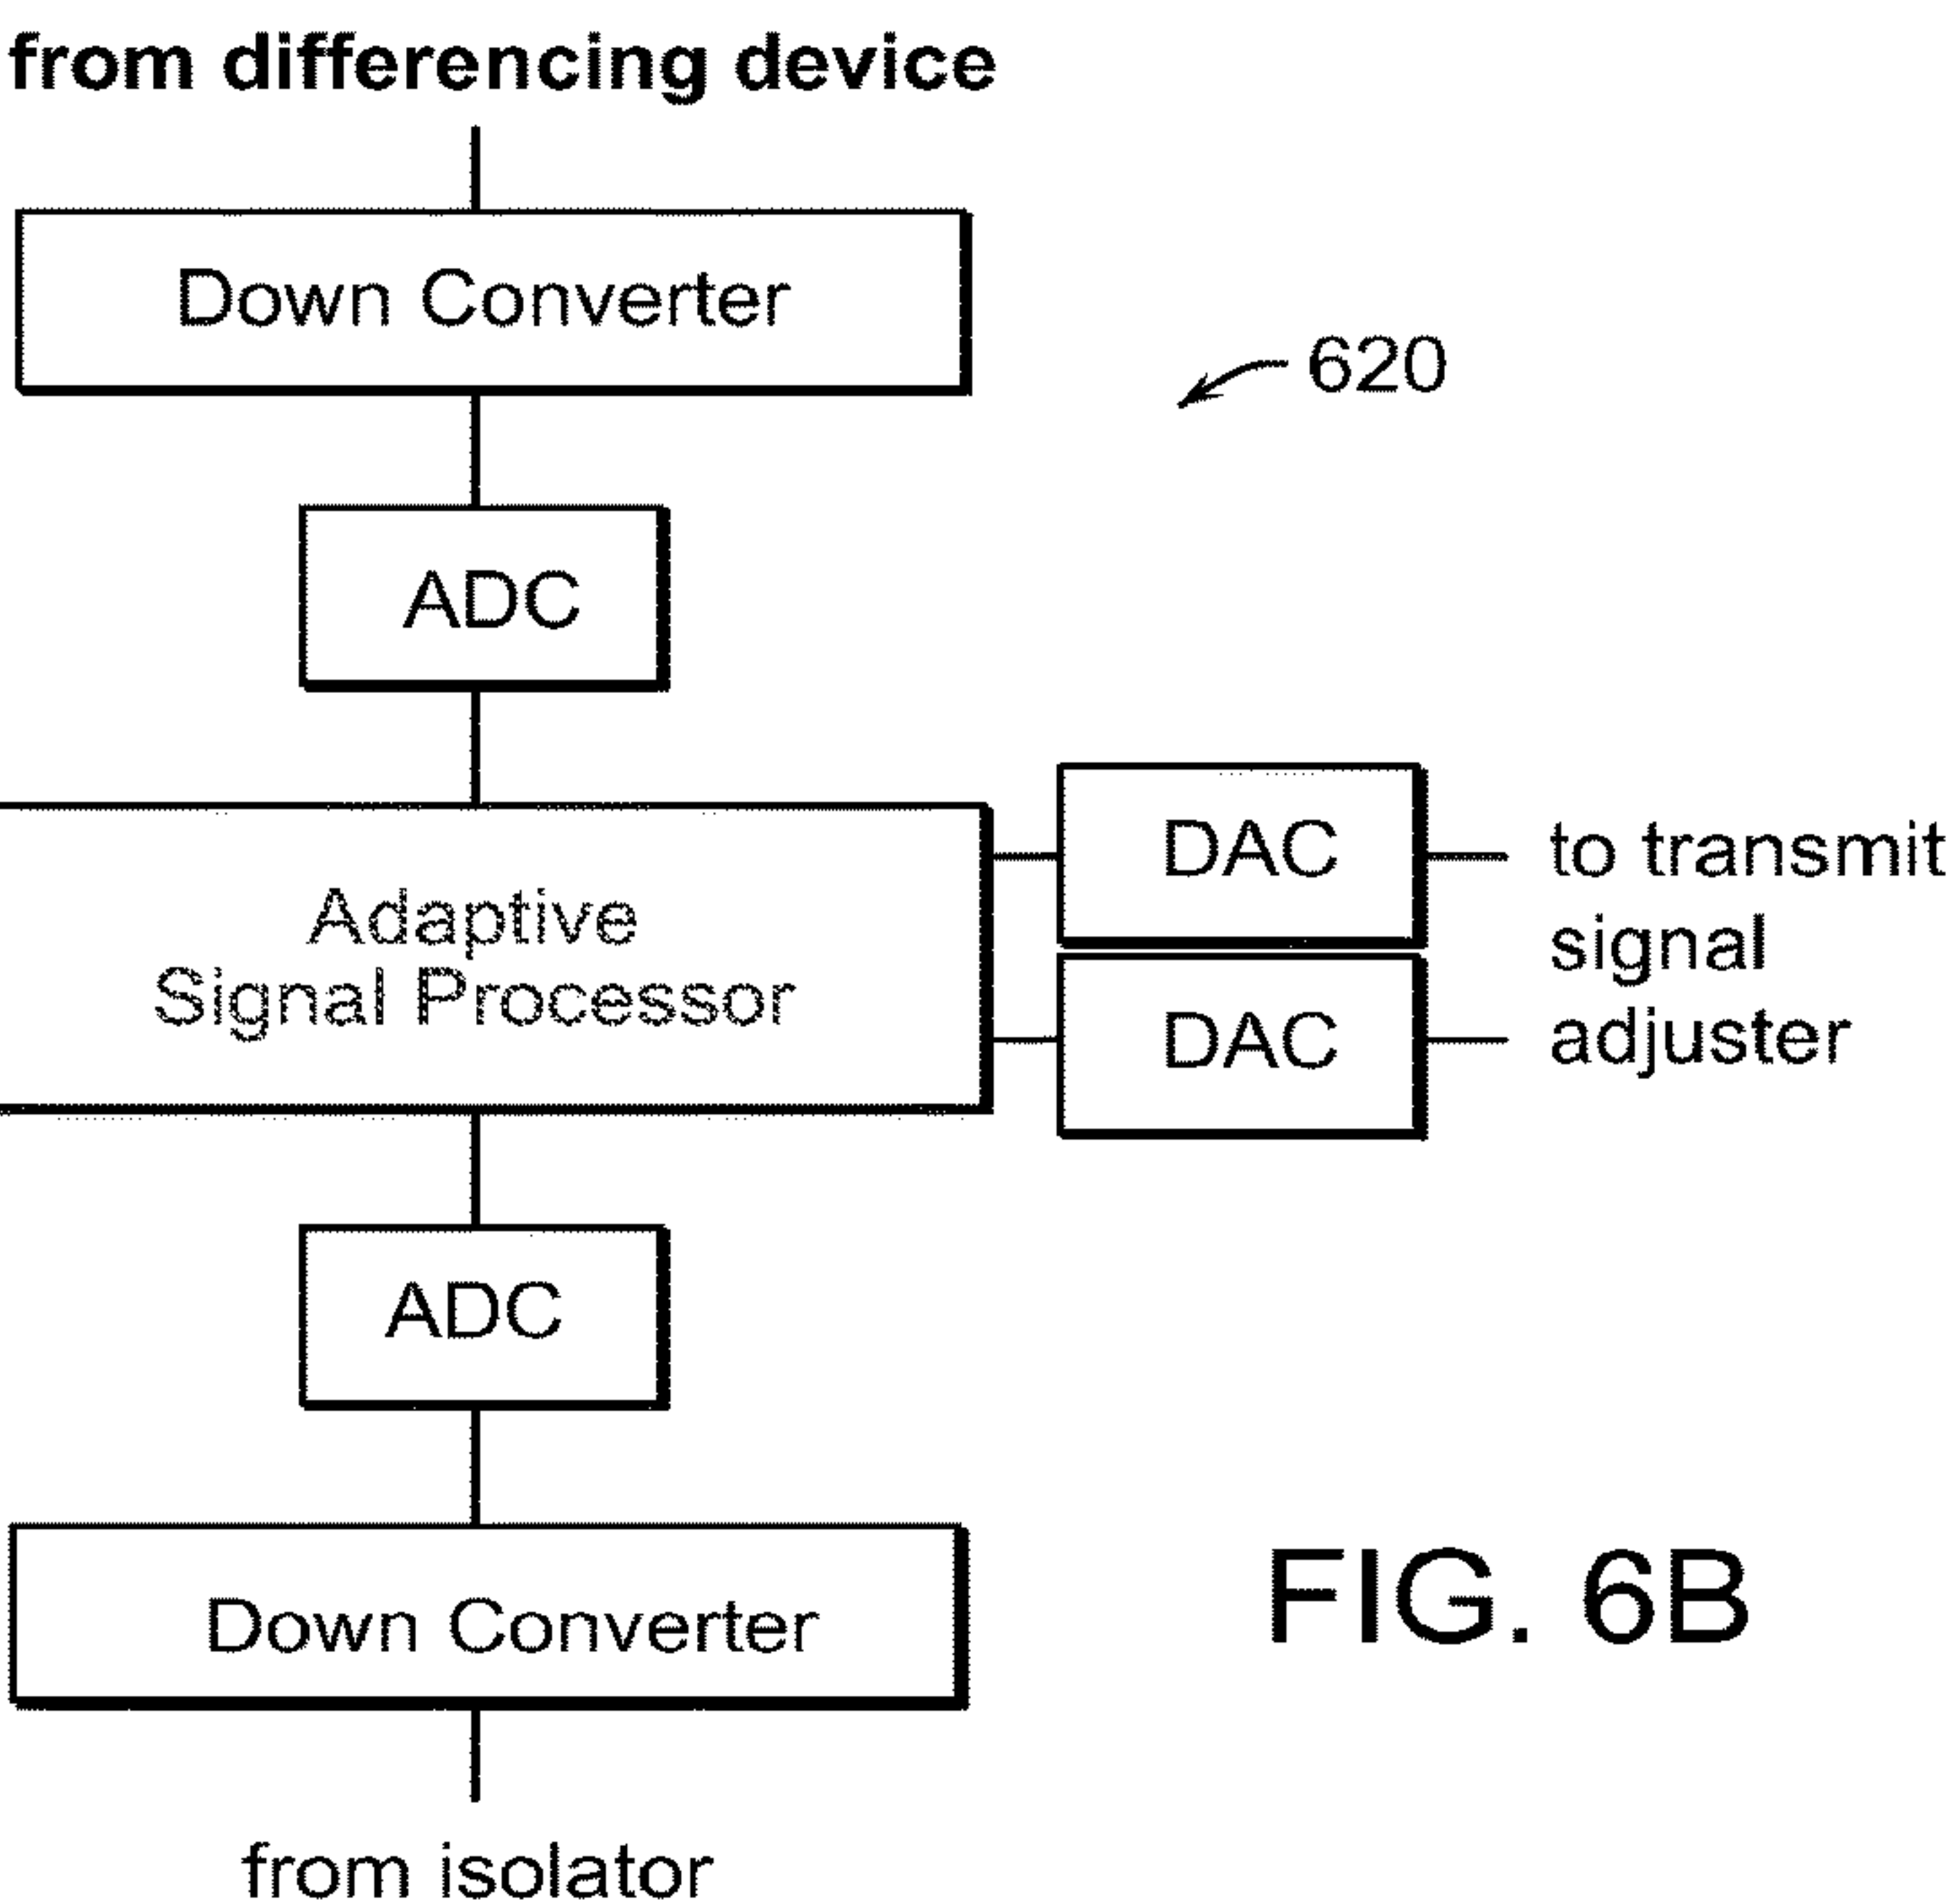 from differencing device
Down Converter
620
ADC
DAC
to transmit
signal
adjuster
Adaptive
Signal Processor
DAC
ADC
Down Converter
FIG. 6B
from isolator